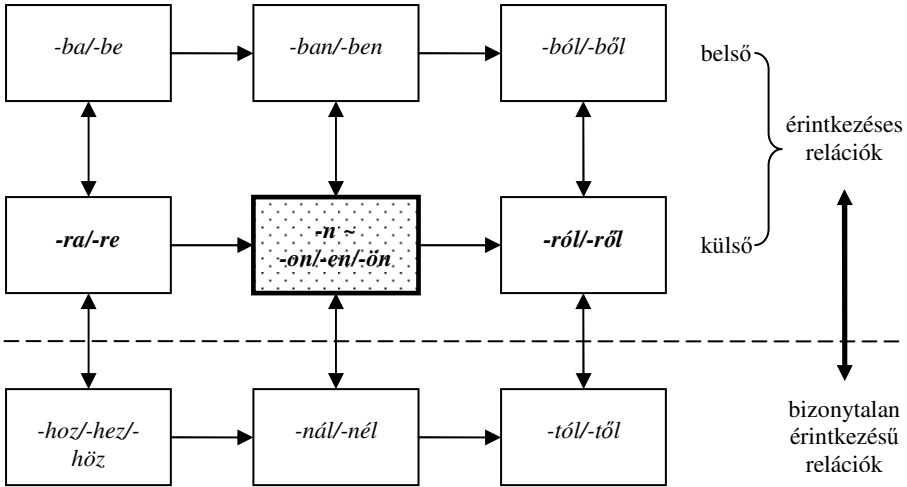 -ba/-be
-ban/-ben
-ból/-ből
belső
érintkezéses
relációk
-ra/-re
-n ~
-on/-en/-ön
-ról/-ről
külső
-hoz/-hez/-
höz
-nál/-nél
-tól/-től
bizonytalan
érintkezésű
relációk